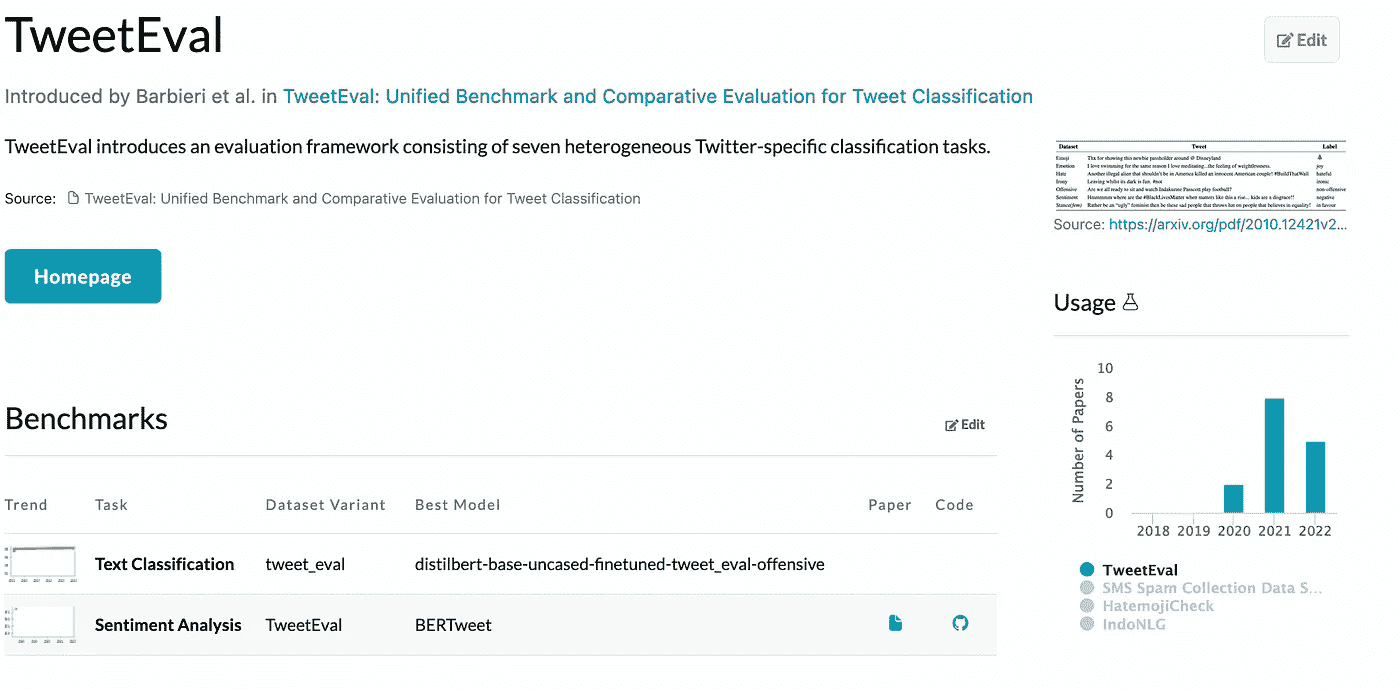 TweetEval
Edit
Introduced by Barbieri et al. in TweetEval: Unified Benchmark and Comparative Evaluation for Tweet Classification
TweetEval introduces an evaluation framework consisting of seven heterogeneous Twitter-specific classification tasks.
Source: TweetEval: Unified Benchmark and Comparative Evaluation for Tweet Classification
Homepage
Dataset Tweet Label
Emoji Thx for showing this newbie passholder around @ Disneyland
Emotion I love swimming for the same reason I love meditating...the feeling of weightlessness. joy
Hate Another illegal alien that shouldn't be in America killed an innocent American couple! #BuildThatWall hateful
Irony Leaving whilst its dark is fun. #not ironic
Offensive Are we all ready to sit and watch Indakurate Passcott play football? non-offensive
Sentiment where are the #BlackLivesMatter when matters like this a rise... kids are a disgrace!! negative
Stance(fem) Rather be an "ugly" feminist then be these sad people that throws hat on people that believes in equality! in favour
Source: https://arxiv.org/pdf/2010.12421v2...
Usage
Number of Papers
10
8
6
4
2
0
2018 2019 2020 2021 2022
TweetEval
SMS Spam Collection Data S...
HatemojiCheck
IndoNLG
Benchmarks
Edit
Trend Task Dataset Variant Best Model Paper Code
Text Classification tweet_eval distilbert-base-uncased-finetuned-tweet_eval-offensive
Sentiment Analysis TweetEval BERTweet